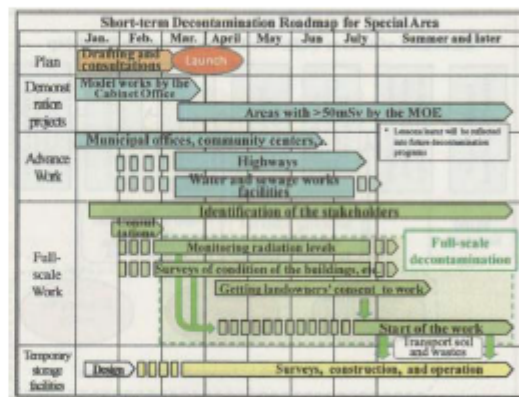 Short-term Decontamination Roadmap for Special Area
Jan. Feb. Mar. April May Jun July Summer and later
Plan
Drafting and
consultations
Launch
Demonst
ration
projects
Model works by the
Cabinet Office
Areas with >50mSv by the MOE
Advance
Work
Municipal offices, community centers,
Highways
Water and sewage works
facilities
* Lessons learnt will be reflected
into future decontamination
programs
Full-
scale
Work
Identification of the stakeholders
Consul
tations
Monitoring radiation levels
Surveys of condition of the buildings, etc
Getting landowners' consent to work
Full-scale
decontamination
Start of the work
Transport soil
and wastes
Temporary
storage
facilities
Design
Surveys, construction, and operation